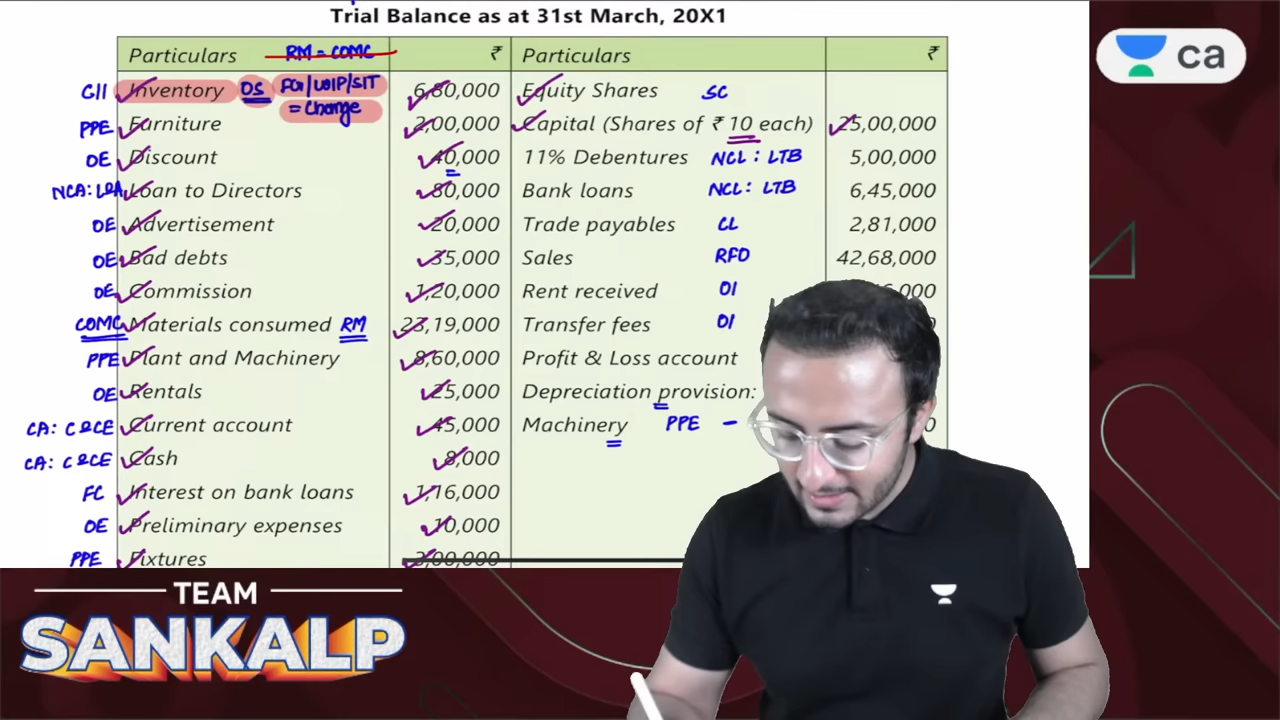 Trial Balance as at 31st March, 20X1
Particulars RM = COMC ₹ Particulars ₹
CII Inventory OS FG/WIP/SIT 6,80,000 Equity Shares SC
= Change
PPE Furniture 2,00,000 Capital (Shares of ₹ 10 each) 25,00,000
OE Discount 40,000 11% Debentures NCL : LTB 5,00,000
NCA: L&A Loan to Directors 80,000 Bank loans NCL: LTB 6,45,000
OE Advertisement 20,000 Trade payables CL 2,81,000
OE Bad debts 35,000 Sales RFO 42,68,000
OE Commission 1,20,000 Rent received OI
COMC Materials consumed RM 23,19,000 Transfer fees OI
PPE Plant and Machinery 8,60,000 Profit & Loss account
OE Rentals 25,000 Depreciation provision:
CA: C&CE Current account 45,000 Machinery PPE –
CA: C&CE Cash 8,000
FC Interest on bank loans 1,16,000
OE Preliminary expenses 10,000
PPE Fixtures 3,00,000
ca
TEAM
SANKALP